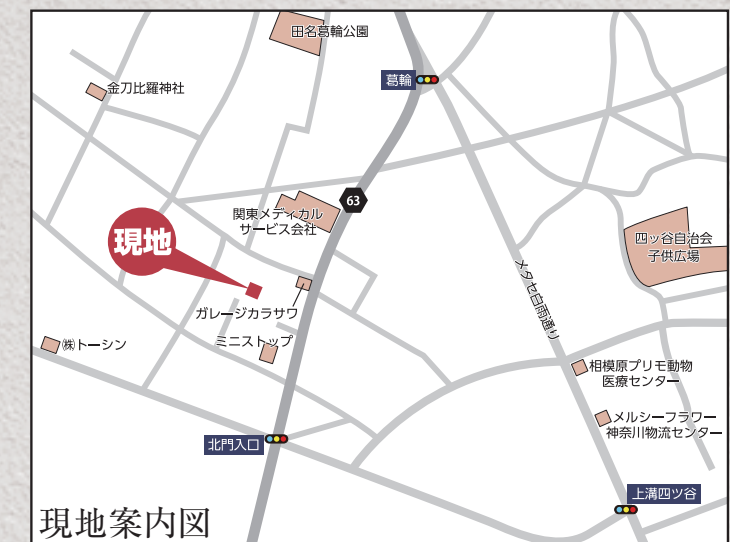 田名葛輪公園
葛輪
金刀比羅神社
63
関東メディカル
サービス会社
現地
四ッ谷自治会
子供広場
メタセ白雨通り
ガレージカラサワ
ミニストップ
㈱トーシン
相模原プリモ動物
医療センター
メルシーフラワー
神奈川物流センター
北門入口
上溝四ツ谷
現地案内図